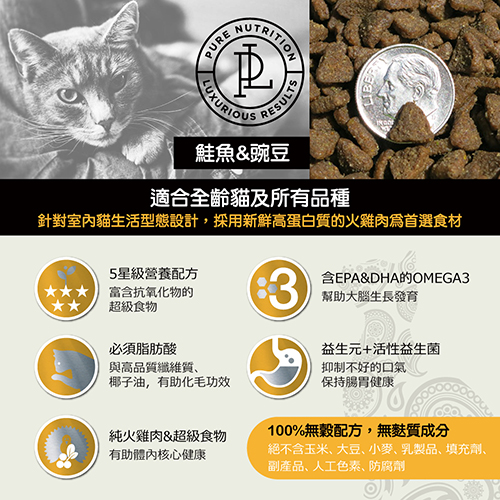 PURE NUTRITION
PL
LUXURIOUS RESULTS
LIBERTY
鮭魚&豌豆
適合全齡貓及所有品種
針對室內貓生活型態設計，採用新鮮高蛋白質的火雞肉為首選食材
5星級營養配方
富含抗氧化物的
超級食物
3
含EPA&DHA的OMEGA3
幫助大腦生長發育
必須脂肪酸
與高品質纖維質、
椰子油，有助化毛功效
益生元+活性益生菌
抑制不好的口氣
保持腸胃健康
純火雞肉&超級食物
有助體內核心健康
100%無穀配方，無麩質成分
絕不含玉米、大豆、小麥、乳製品、填充劑、
副產品、人工色素、防腐劑